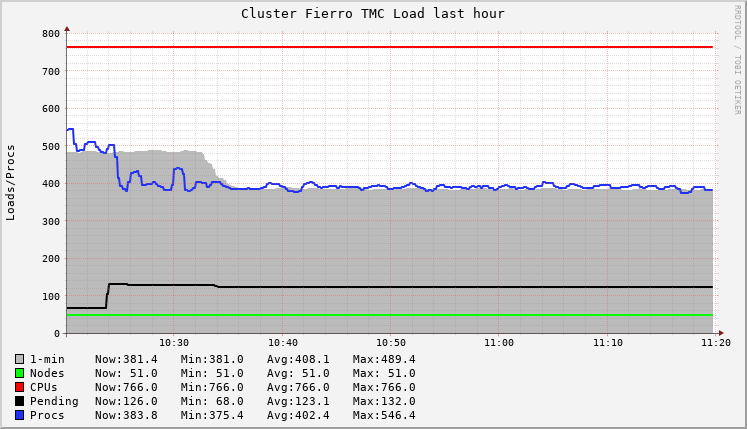 Cluster Fierro TMC Load last hour
RRDTOOL / TOBI OETIKER
Loads/Procs
800
700
600
500
400
300
200
100
0
10:30 10:40 10:50 11:00 11:10 11:20
1-min Now:381.4 Min:381.0 Avg:408.1 Max:489.4
Nodes Now: 51.0 Min: 51.0 Avg: 51.0 Max: 51.0
CPUs Now:766.0 Min:766.0 Avg:766.0 Max:766.0
Pending Now:126.0 Min: 68.0 Avg:123.1 Max:132.0
Procs Now:383.8 Min:375.4 Avg:402.4 Max:546.4